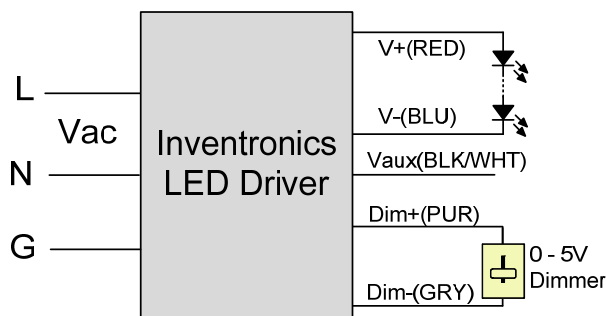 L
Vac
N
G
Inventronics
LED Driver
V+(RED)
V-(BLU)
Vaux(BLK/WHT)
Dim+(PUR)
Dim-(GRY)
0 - 5V
Dimmer